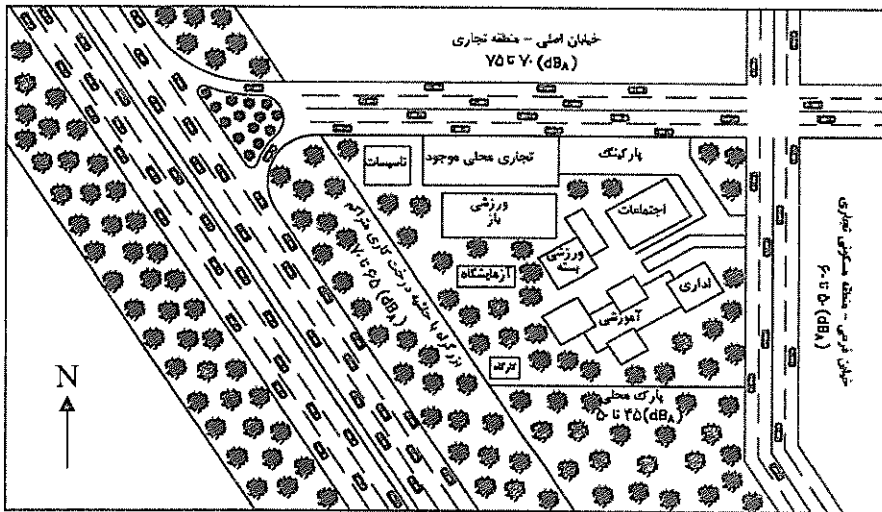 خیابان اصلی - منطقه تجاری
۷۰ تا ۷۵ (dBA)
تاسیسات
تجاری محلی موجود
پارکینگ
ورزشی
باز
اجتماعات
ورزشی
بسته
آزمایشگاه
اداری
آموزشی
کارگاه
بزرگراه با حاشیه درخت کاری متراکم
۶۵ تا ۷۰ (dBA)
خیابان فرعی - منطقه مسکونی تجاری
۵۰ تا ۶۰ (dBA)
پارک محلی
۴۵ تا ۵۰ (dBA)
N